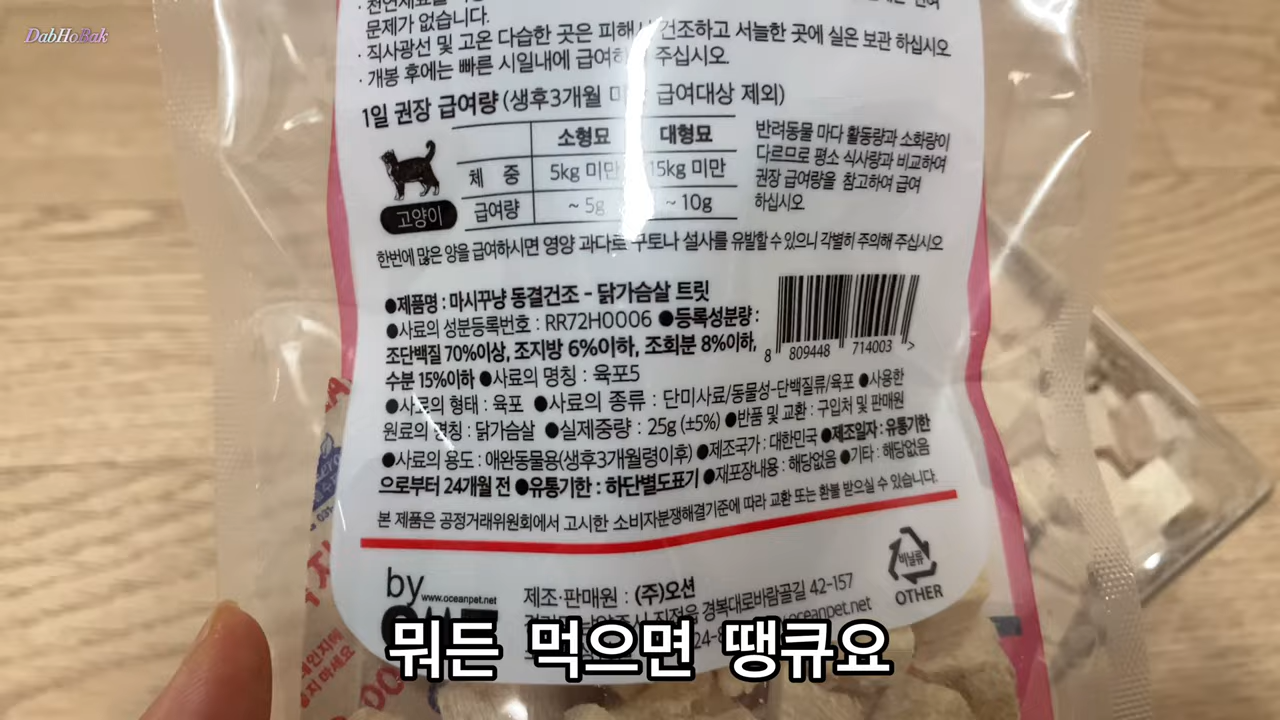 DabHoBak
· 천연재료를
문제가 없습니다.
· 직사광선 및 고온 다습한 곳은 피해 건조하고 서늘한 곳에 실온 보관 하십시오
· 개봉 후에는 빠른 시일내에 급여 주십시오.
1일 권장 급여량 (생후3개월 급여대상 제외)
소형묘 대형묘
체 중 5kg 미만 15kg 미만
고양이 급여량 ~ 5g ~ 10g
반려동물 마다 활동량과 소화량이
다르므로 평소 식사량과 비교하여
권장 급여량을 참고하여 급여
하십시오
한번에 많은 양을 급여하시면 영양 과다로 구토나 설사를 유발할 수 있으니 각별히 주의해 주십시오
●제품명 : 마시꾸냥 동결건조 - 닭가슴살 트릿
●사료의 성분등록번호 : RR72H0006 ●등록성분량 :
조단백질 70%이상, 조지방 6%이하, 조회분 8%이하,
수분 15%이하 ●사료의 명칭 : 육포5
8 809448 714003 >
●사료의 형태 : 육포 ●사료의 종류 : 단미사료/동물성-단백질류/육포 ●사용한
원료의 명칭 : 닭가슴살 ●실제중량 : 25g (±5%) ●반품 및 교환 : 구입처 및 판매원
●사료의 용도 : 애완동물용(생후3개월령이후) ●제조국가 : 대한민국 ●제조일자 : 유통기한
으로부터 24개월 전 ●유통기한 : 하단별도표기 ●재포장내용 : 해당없음 ●기타 : 해당없음
본 제품은 공정거래위원회에서 고시한 소비자분쟁해결기준에 따라 교환 또는 환불 받으실 수 있습니다.
by www.oceanpet.net
제조·판매원 : (주)오션
경복대로바람골길 42-157
oceanpet.net
비닐류
OTHER
뭐든 먹으면 땡큐요